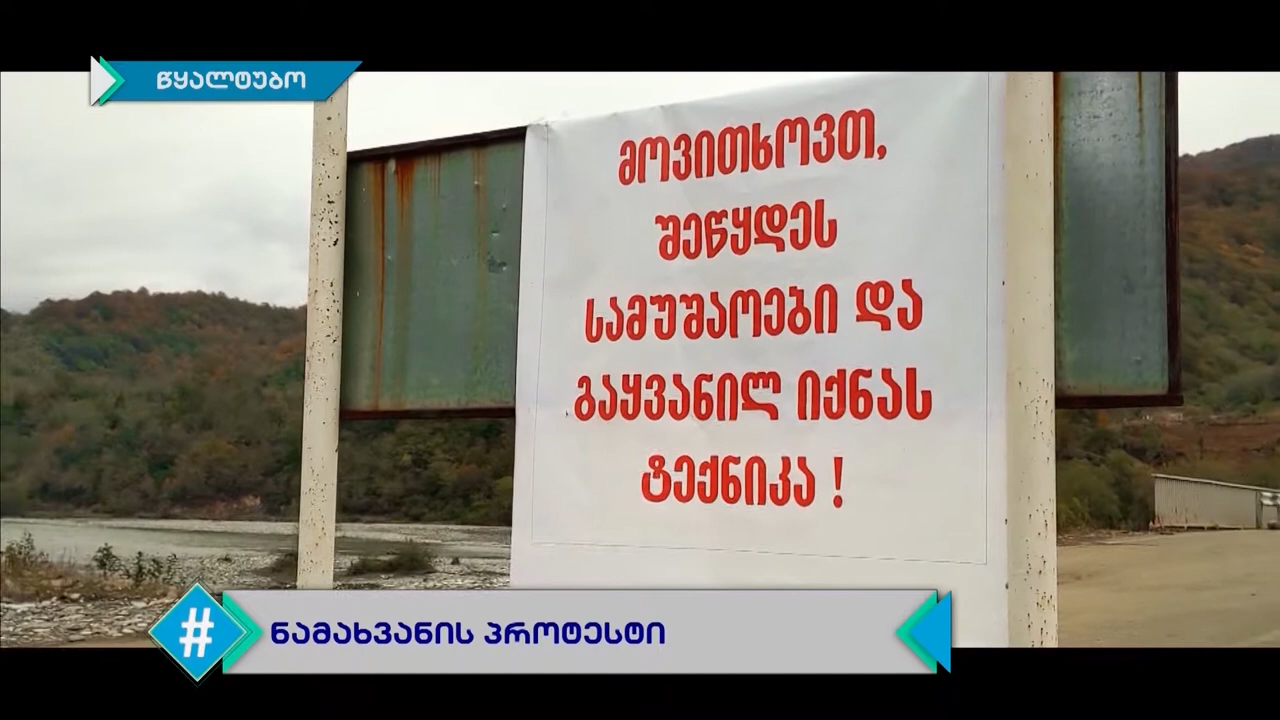 წყალტუბო
მოვითხოვთ,
შეწყდეს
სამუშაოები და
გაყვანილ იქნას
ტექნიკა !
# ნამახვანის პროტესტი